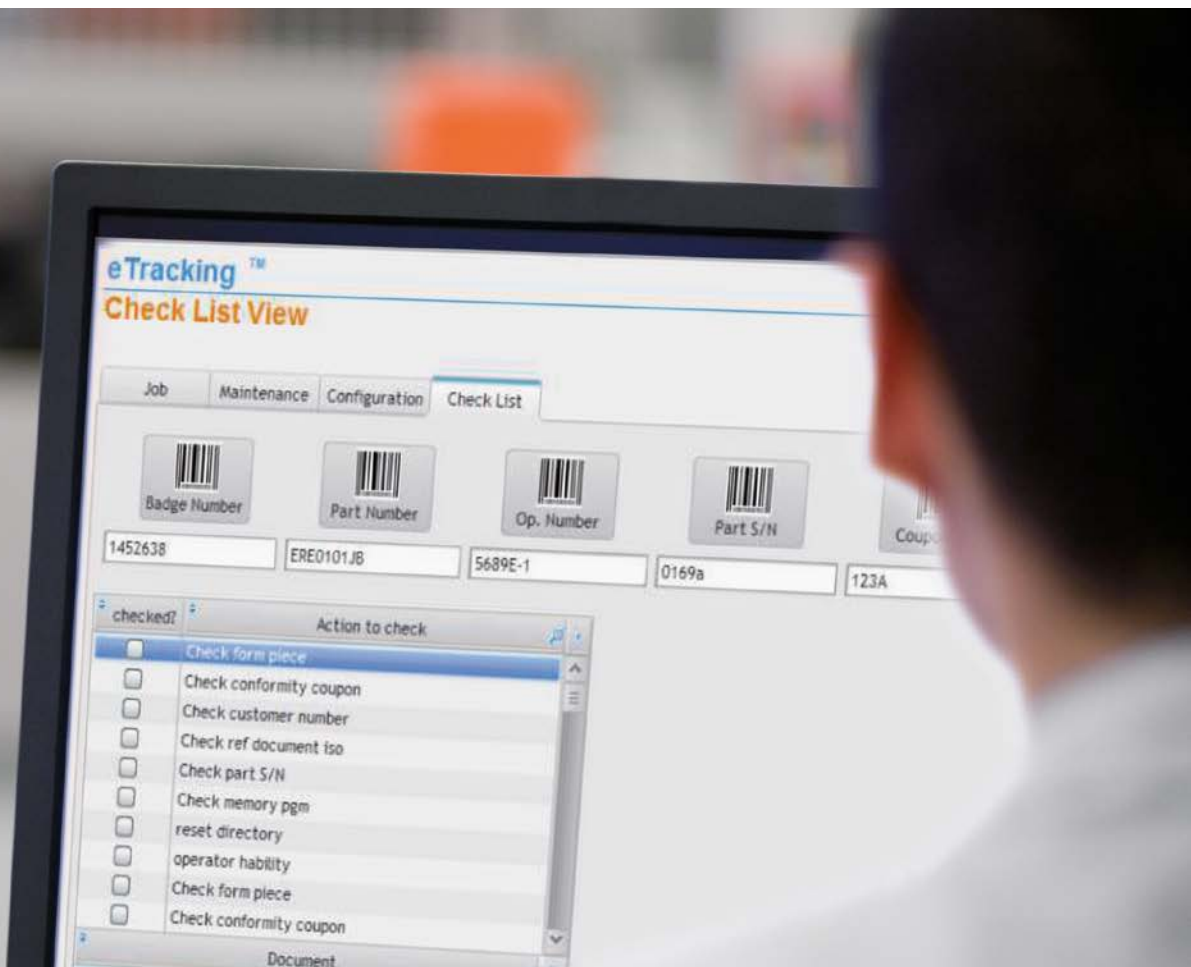 eTracking ™
Check List View
Job Maintenance Configuration Check List
Badge Number Part Number Op. Number Part S/N
1452638 ERE0101JB 5689E-1 0169a 123A
checked? Action to check
Check form piece
Check conformity coupon
Check customer number
Check ref document iso
Check part S/N
Check memory pgm
reset directory
operator hability
Check form piece
Check conformity coupon
Document